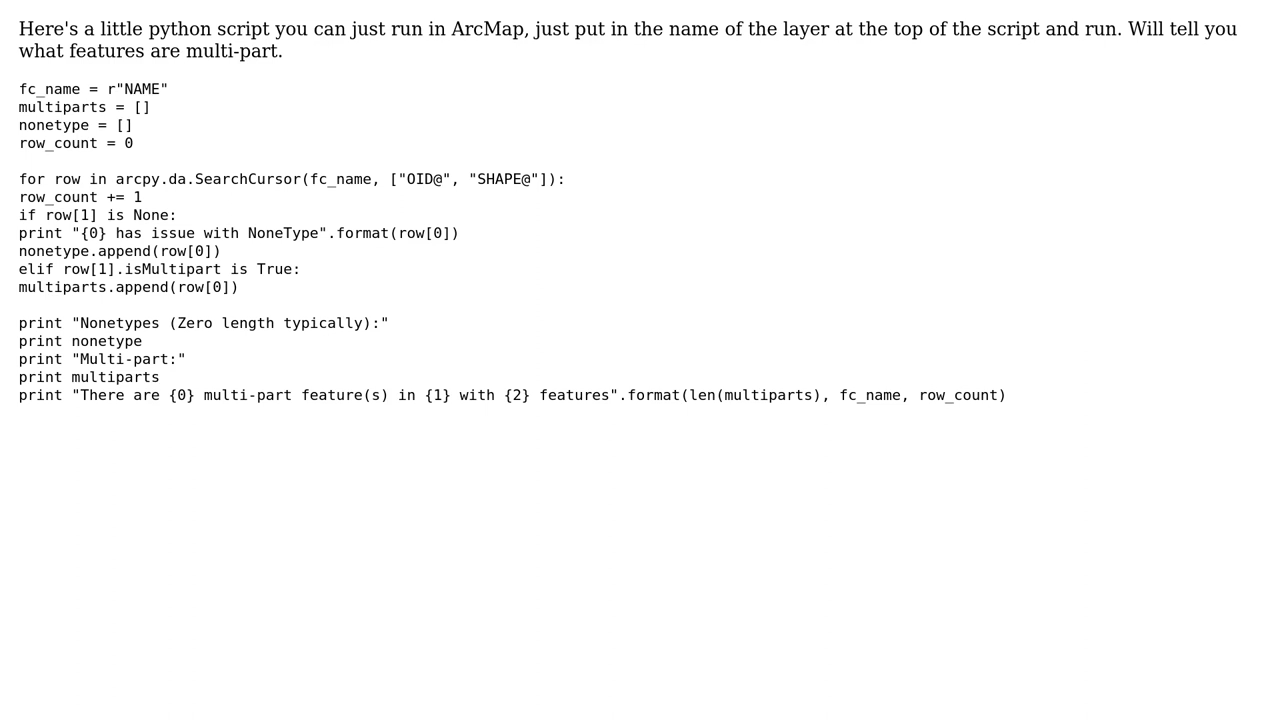 Here's a little python script you can just run in ArcMap, just put in the name of the layer at the top of the script and run. Will tell you
what features are multi-part.
fc_name = r"NAME"
multiparts = []
nonetype = []
row_count = 0
for row in arcpy.da.SearchCursor(fc_name, ["OID@", "SHAPE@"]):
row_count += 1
if row[1] is None:
print "{0} has issue with NoneType".format(row[0])
nonetype.append(row[0])
elif row[1].isMultipart is True:
multiparts.append(row[0])
print "Nonetypes (Zero length typically):"
print nonetype
print "Multi-part:"
print multiparts
print "There are {0} multi-part feature(s) in {1} with {2} features".format(len(multiparts), fc_name, row_count)